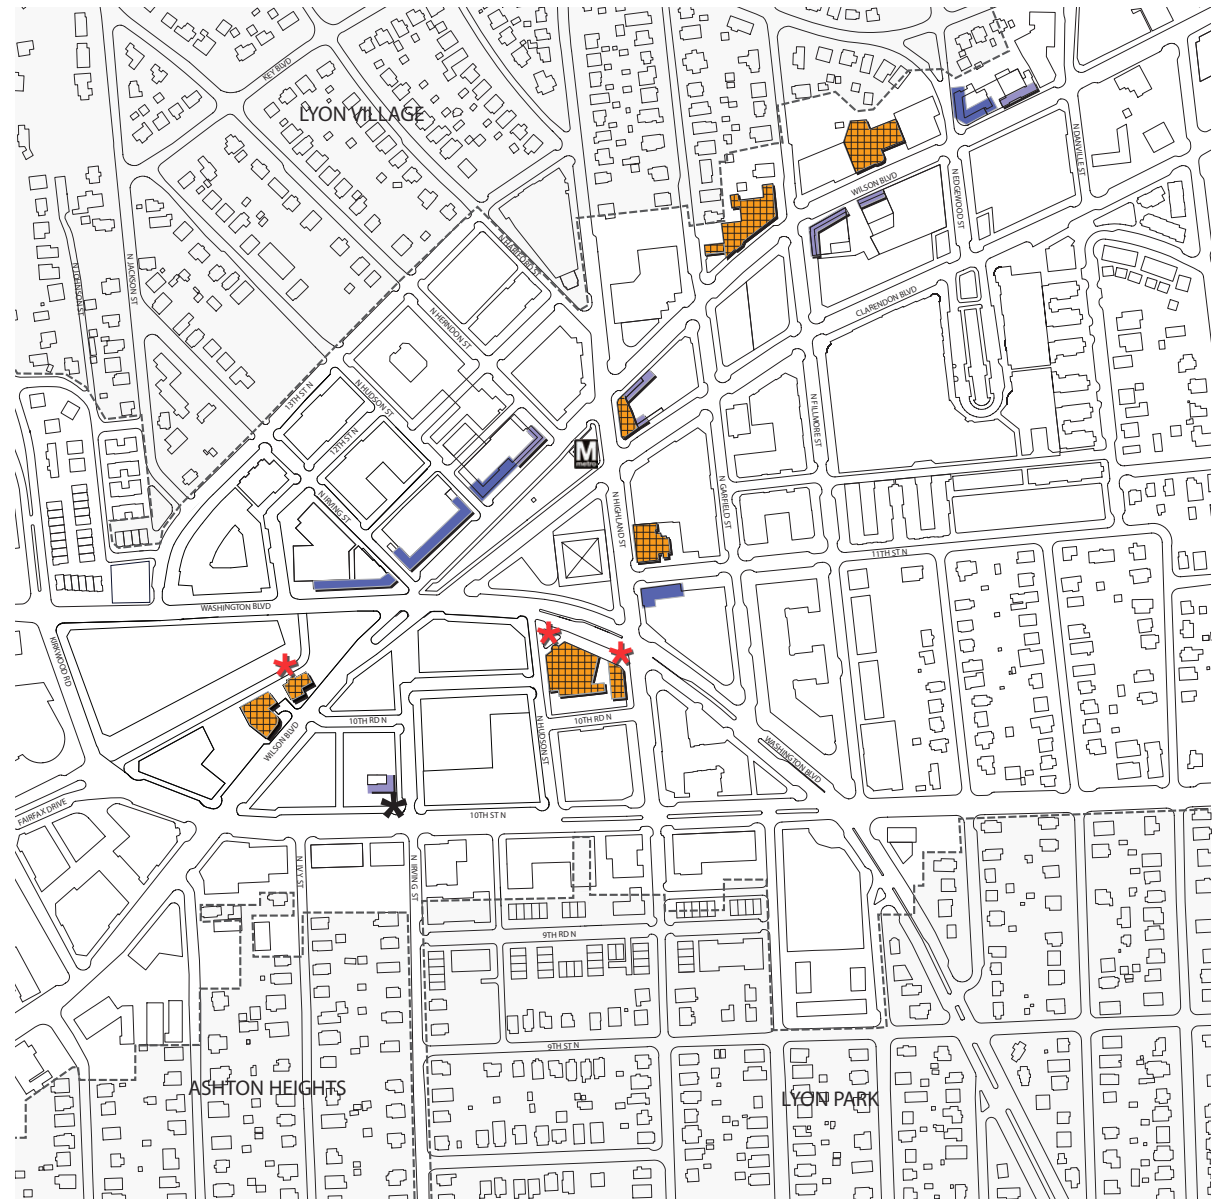 KEY BLVD
LYON VILLAGE
N DANVILLE ST
WILSON BLVD
N EDGEWOOD ST
N HARTFORD ST
N JOHNSON ST
N JACKSON ST
CLARENDON BLVD
N HERNDON ST
13TH ST N
N HUDSON ST
N FILLMORE ST
12TH ST N
M
metro
N IRVING ST
N HIGHLAND ST
N GARFIELD ST
11TH ST N
WASHINGTON BLVD
KIRKWOOD RD
10TH RD N
10TH RD N
WILSON BLVD
N HUDSON ST
WASHINGTON BLVD
FAIRFAX DRIVE
10TH ST N
N IVY ST
N IRVING ST
9TH RD N
9TH ST N
ASHTON HEIGHTS
LYON PARK